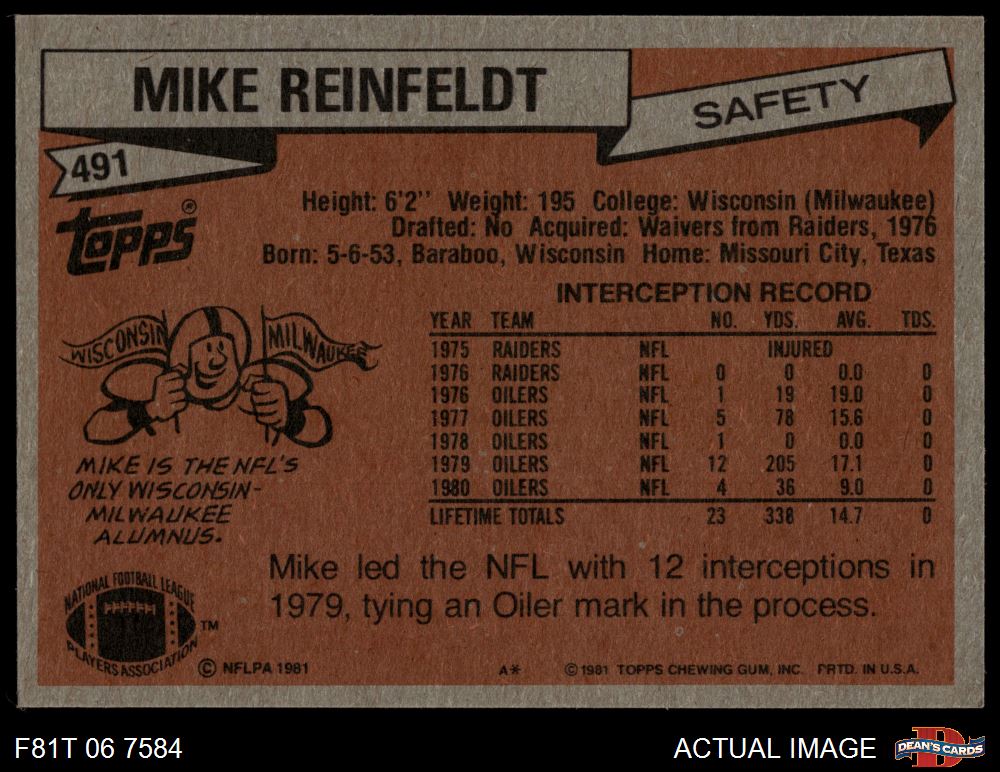 MIKE REINFELDT
SAFETY
491
topps®
Height: 6'2" Weight: 195 College: Wisconsin (Milwaukee)
Drafted: No Acquired: Waivers from Raiders, 1976
Born: 5-6-53, Baraboo, Wisconsin Home: Missouri City, Texas
WISCONSIN MILWAUKEE
MIKE IS THE NFL'S
ONLY WISCONSIN-
MILWAUKEE
ALUMNUS.
INTERCEPTION RECORD
YEAR TEAM NO. YDS. AVG. TDS.
1975 RAIDERS NFL INJURED
1976 RAIDERS NFL 0 0 0.0 0
1976 OILERS NFL 1 19 19.0 0
1977 OILERS NFL 5 78 15.6 0
1978 OILERS NFL 1 0 0.0 0
1979 OILERS NFL 12 205 17.1 0
1980 OILERS NFL 4 36 9.0 0
LIFETIME TOTALS 23 338 14.7 0
Mike led the NFL with 12 interceptions in
1979, tying an Oiler mark in the process.
NATIONAL FOOTBALL LEAGUE
PLAYERS ASSOCIATION
TM
© NFLPA 1981
A* © 1981 TOPPS CHEWING GUM, INC. PRTD. IN U.S.A.
F81T 06 7584
ACTUAL IMAGE
D
DEAN'S CARDS